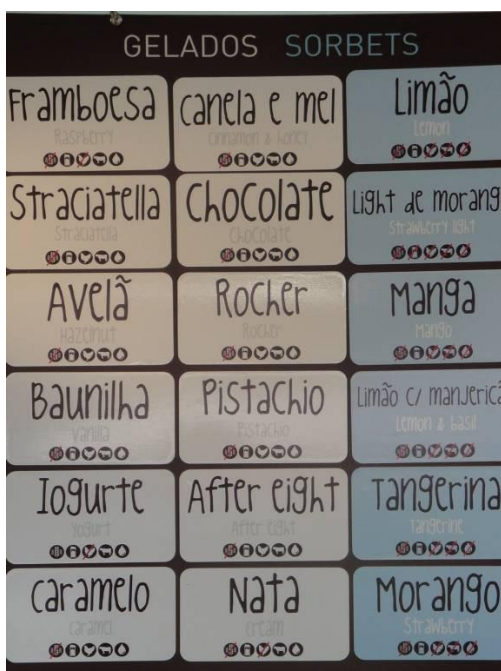 GELADOS SORBETS
Framboesa
Raspberry
canela e mel
cinnamon & honey
Limão
Lemon
Straciatella
Straciatella
Chocolate
Chocolate
Light de morang
Strawberry light
Avelã
Hazelnut
Rocher
Rocher
Manga
Mango
Baunilha
Vanilla
Pistachio
Pistachio
Limão c/ manjericã
Lemon & basil
Iogurte
Yogurt
After eight
After eight
Tangerina
Tangerine
caramelo
caramel
Nata
cream
Morango
Strawberry